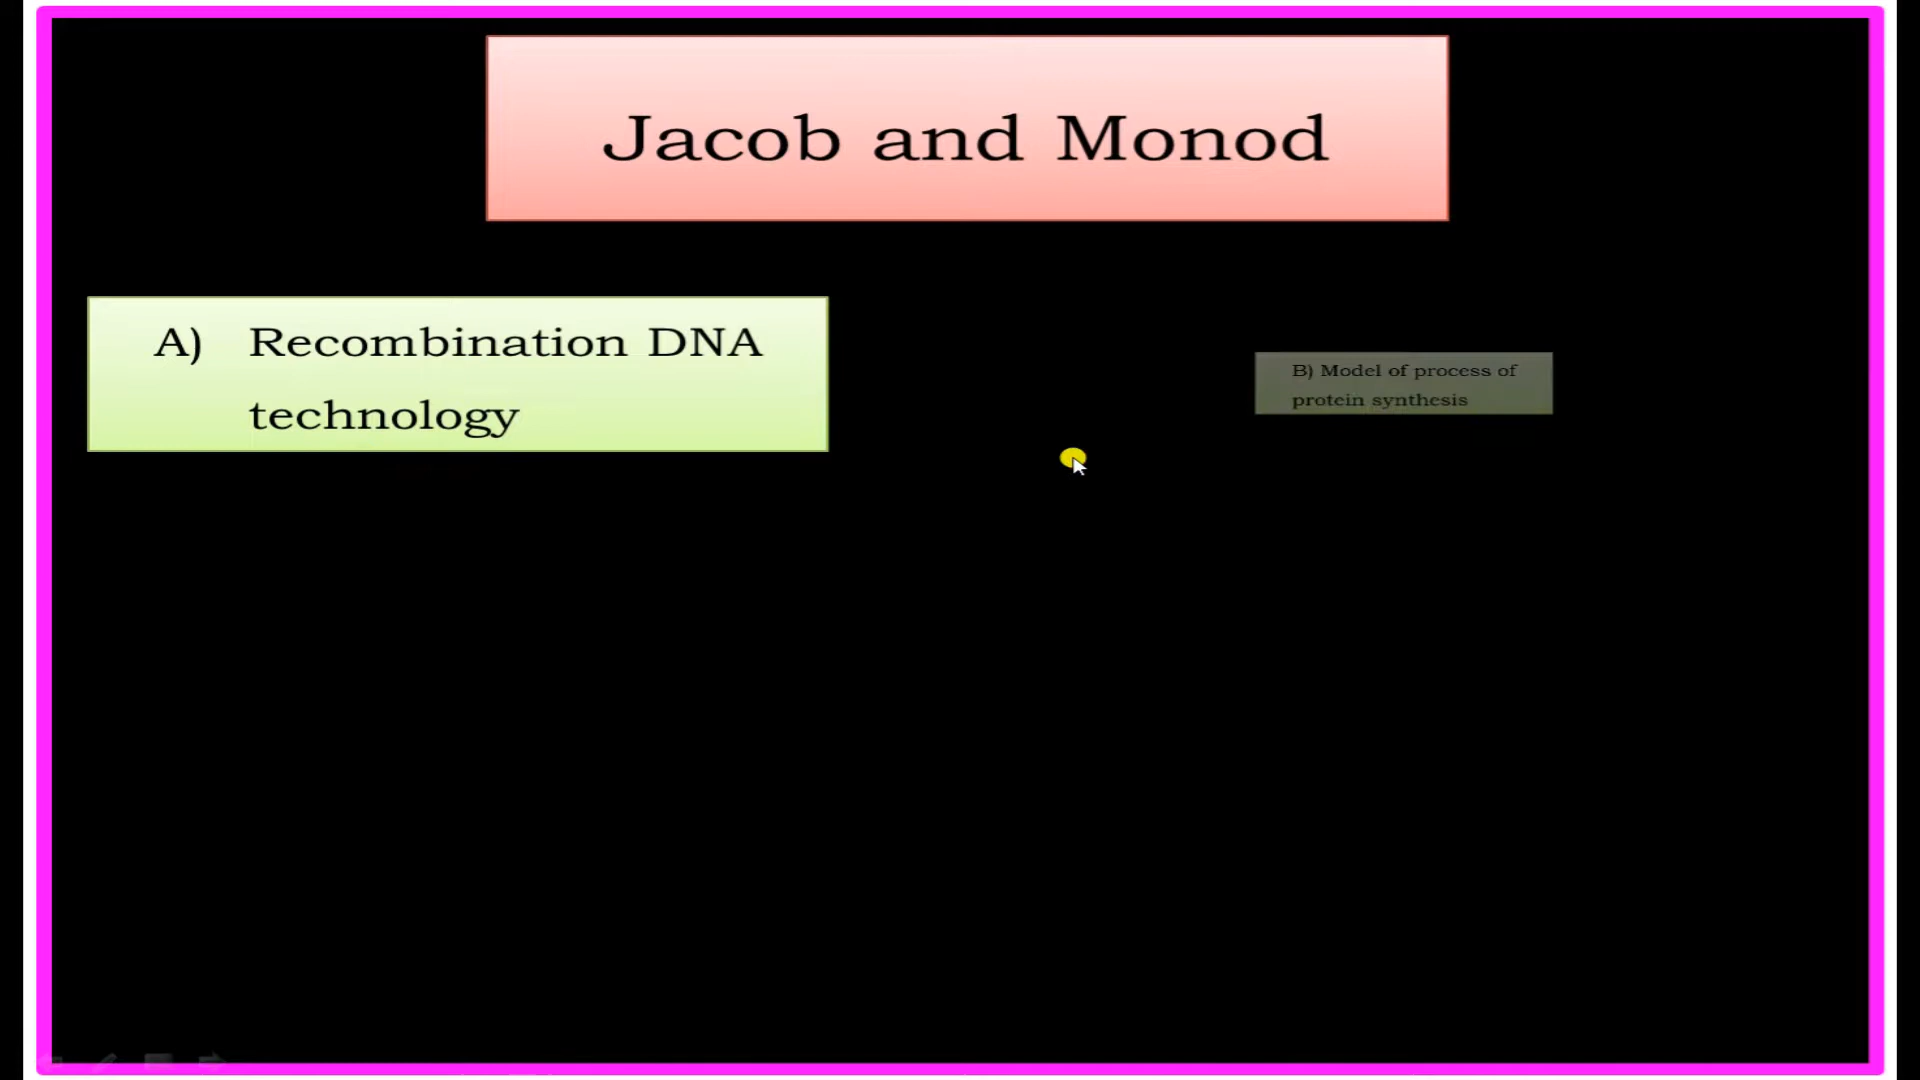 Jacob and Monod
A) Recombination DNA
technology
B) Model of process of
protein synthesis